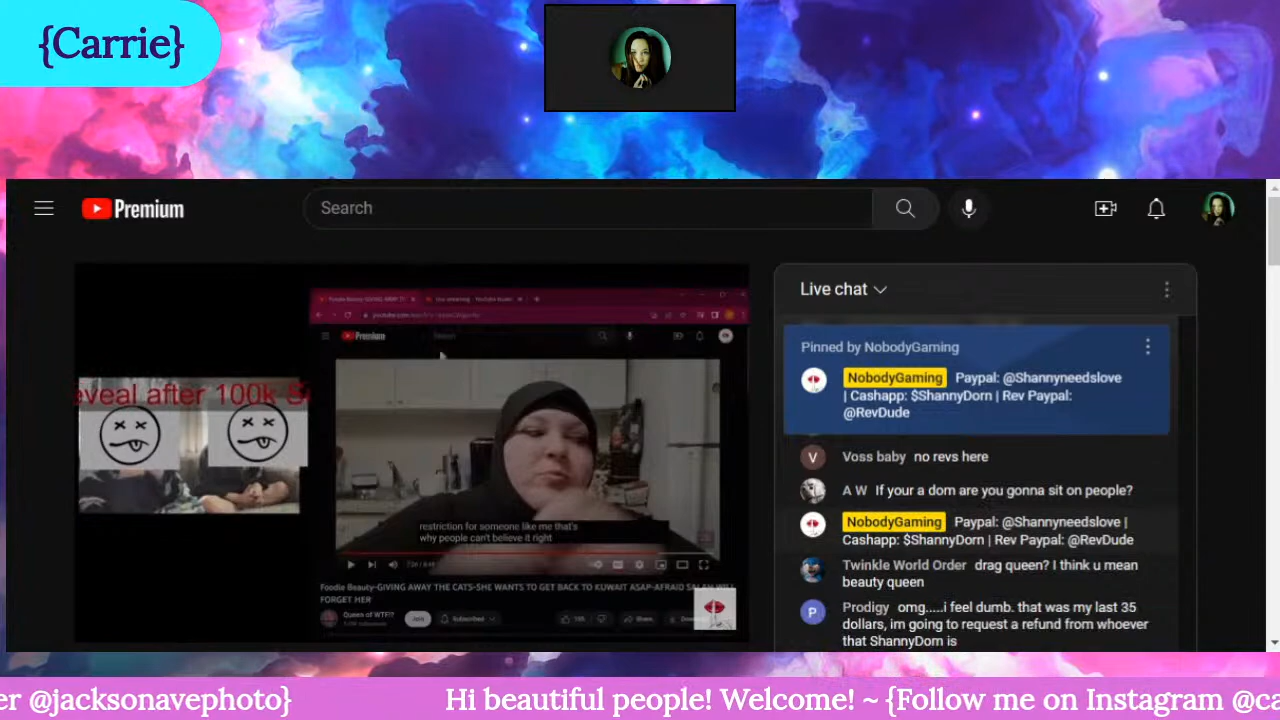 {Carrie}
Premium
Search
Live chat
Pinned by NobodyGaming
NobodyGaming Paypal: @Shannyneedslove
| Cashapp: $ShannyDorn | Rev Paypal:
@RevDude
Voss baby no revs here
A W If your a dom are you gonna sit on people?
NobodyGaming Paypal: @Shannyneedslove |
Cashapp: $ShannyDorn | Rev Paypal: @RevDude
Twinkle World Order drag queen? I think u mean
beauty queen
Prodigy omg.....i feel dumb. that was my last 35
dollars, im going to request a refund from whoever
that ShannyDorn is
eveal after 100k S
Premium
Search
restriction for someone like me that's
why people can't believe it right
Foodie Beauty-GIVING AWAY THE CATS-SHE WANTS TO GET BACK TO KUWAIT ASAP-AFRAID SALAH WILL
FORGET HER
Queen of WTF!?
Join
Subscribed
Share
er @jacksonavephoto}
Hi beautiful people! Welcome! ~ {Follow me on Instagram @ca